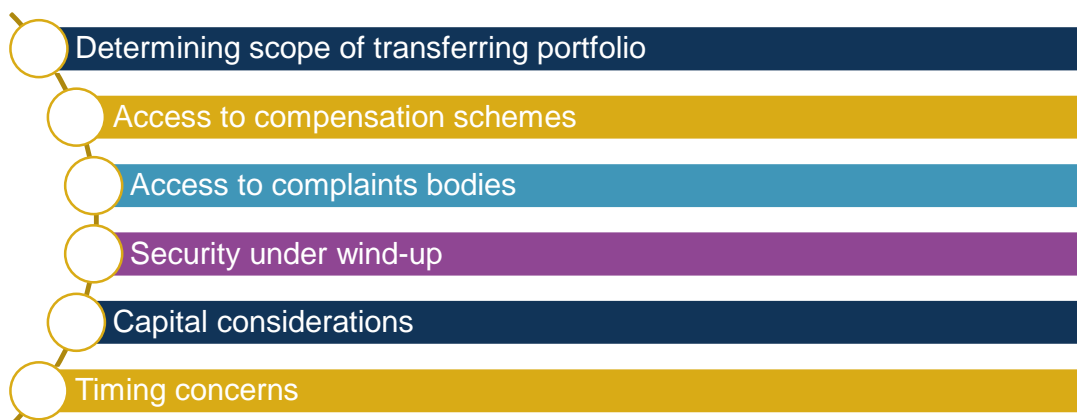 Determining scope of transferring portfolio
Access to compensation schemes
Access to complaints bodies
Security under wind-up
Capital considerations
Timing concerns